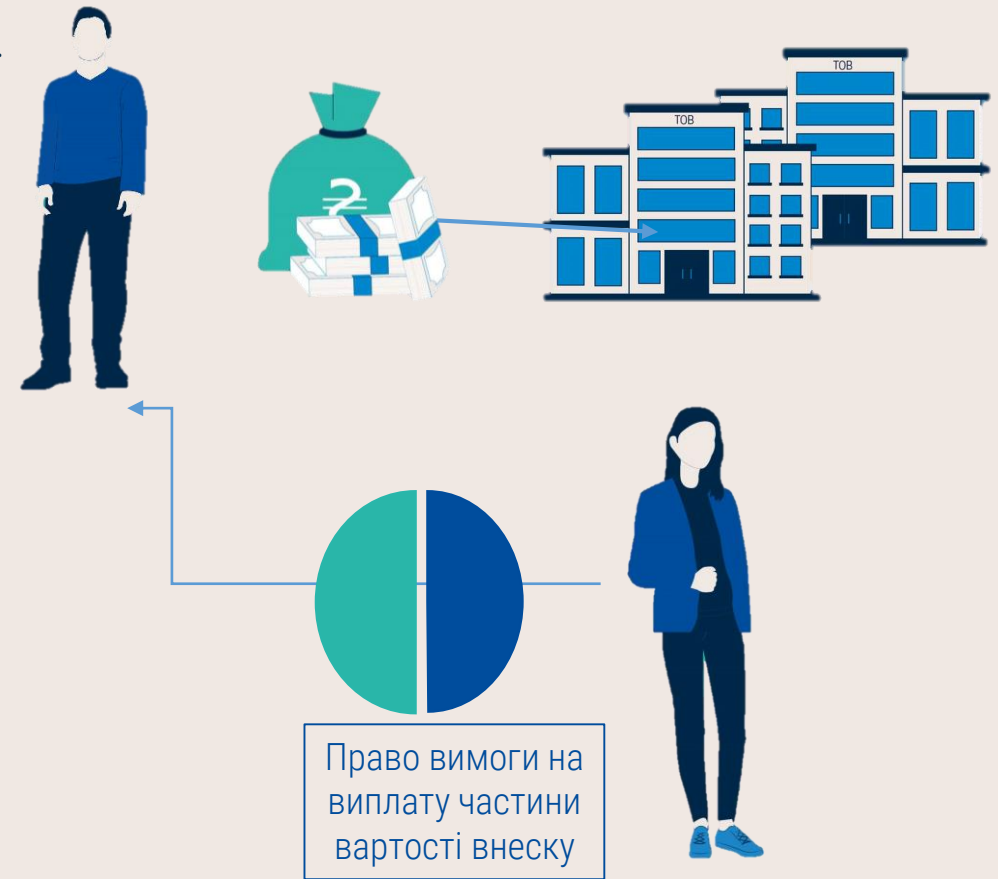 ТОВ
ТОВ
₴
Право вимоги на
виплату частини
вартості внеску